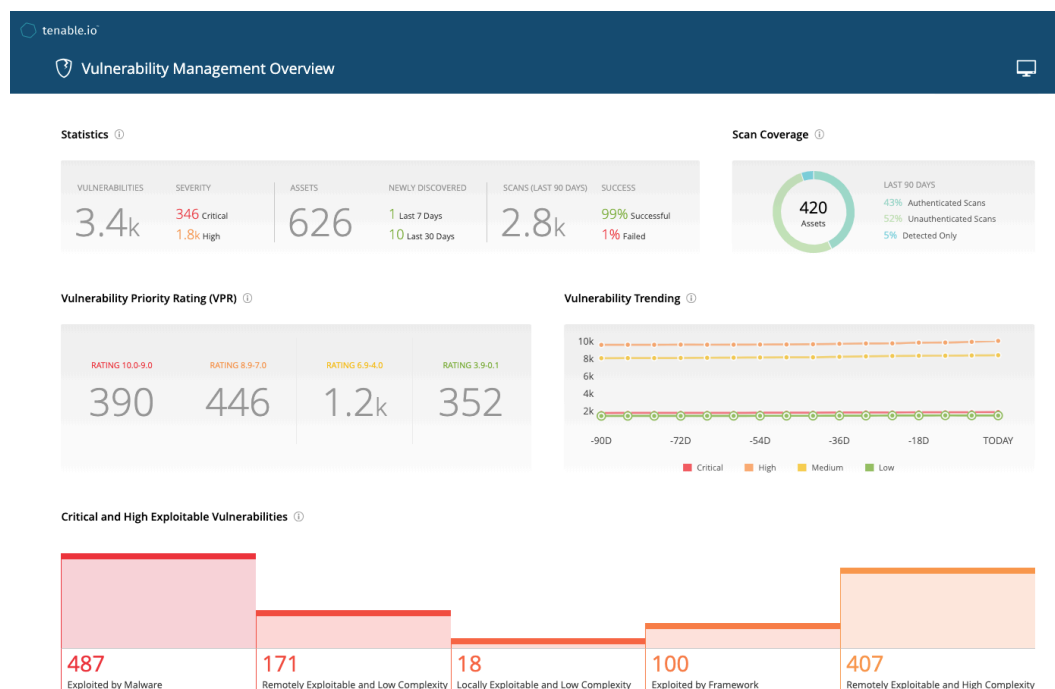 tenable.io
Vulnerability Management Overview
Statistics
VULNERABILITIES
3.4k
SEVERITY
346 Critical
1.8k High
ASSETS
626
NEWLY DISCOVERED
1 Last 7 Days
10 Last 30 Days
SCANS (LAST 90 DAYS)
2.8k
SUCCESS
99% Successful
1% Failed
Scan Coverage
420
Assets
LAST 90 DAYS
43% Authenticated Scans
52% Unauthenticated Scans
5% Detected Only
Vulnerability Priority Rating (VPR)
RATING 10.0-9.0
390
RATING 8.9-7.0
446
RATING 6.9-4.0
1.2k
RATING 3.9-0.1
352
Vulnerability Trending
10k
8k
6k
4k
2k
-90D -72D -54D -36D -18D TODAY
Critical High Medium Low
Critical and High Exploitable Vulnerabilities
487
Exploited by Malware
171
Remotely Exploitable and Low Complexity
18
Locally Exploitable and Low Complexity
100
Exploited by Framework
407
Remotely Exploitable and High Complexity